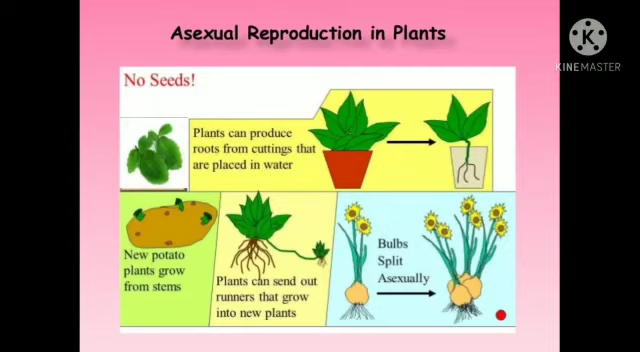 Asexual Reproduction in Plants
KINEMASTER
No Seeds!
Plants can produce
roots from cuttings that
are placed in water
New potato
plants grow
from stems
Plants can send out
runners that grow
into new plants
Bulbs
Split
Asexually